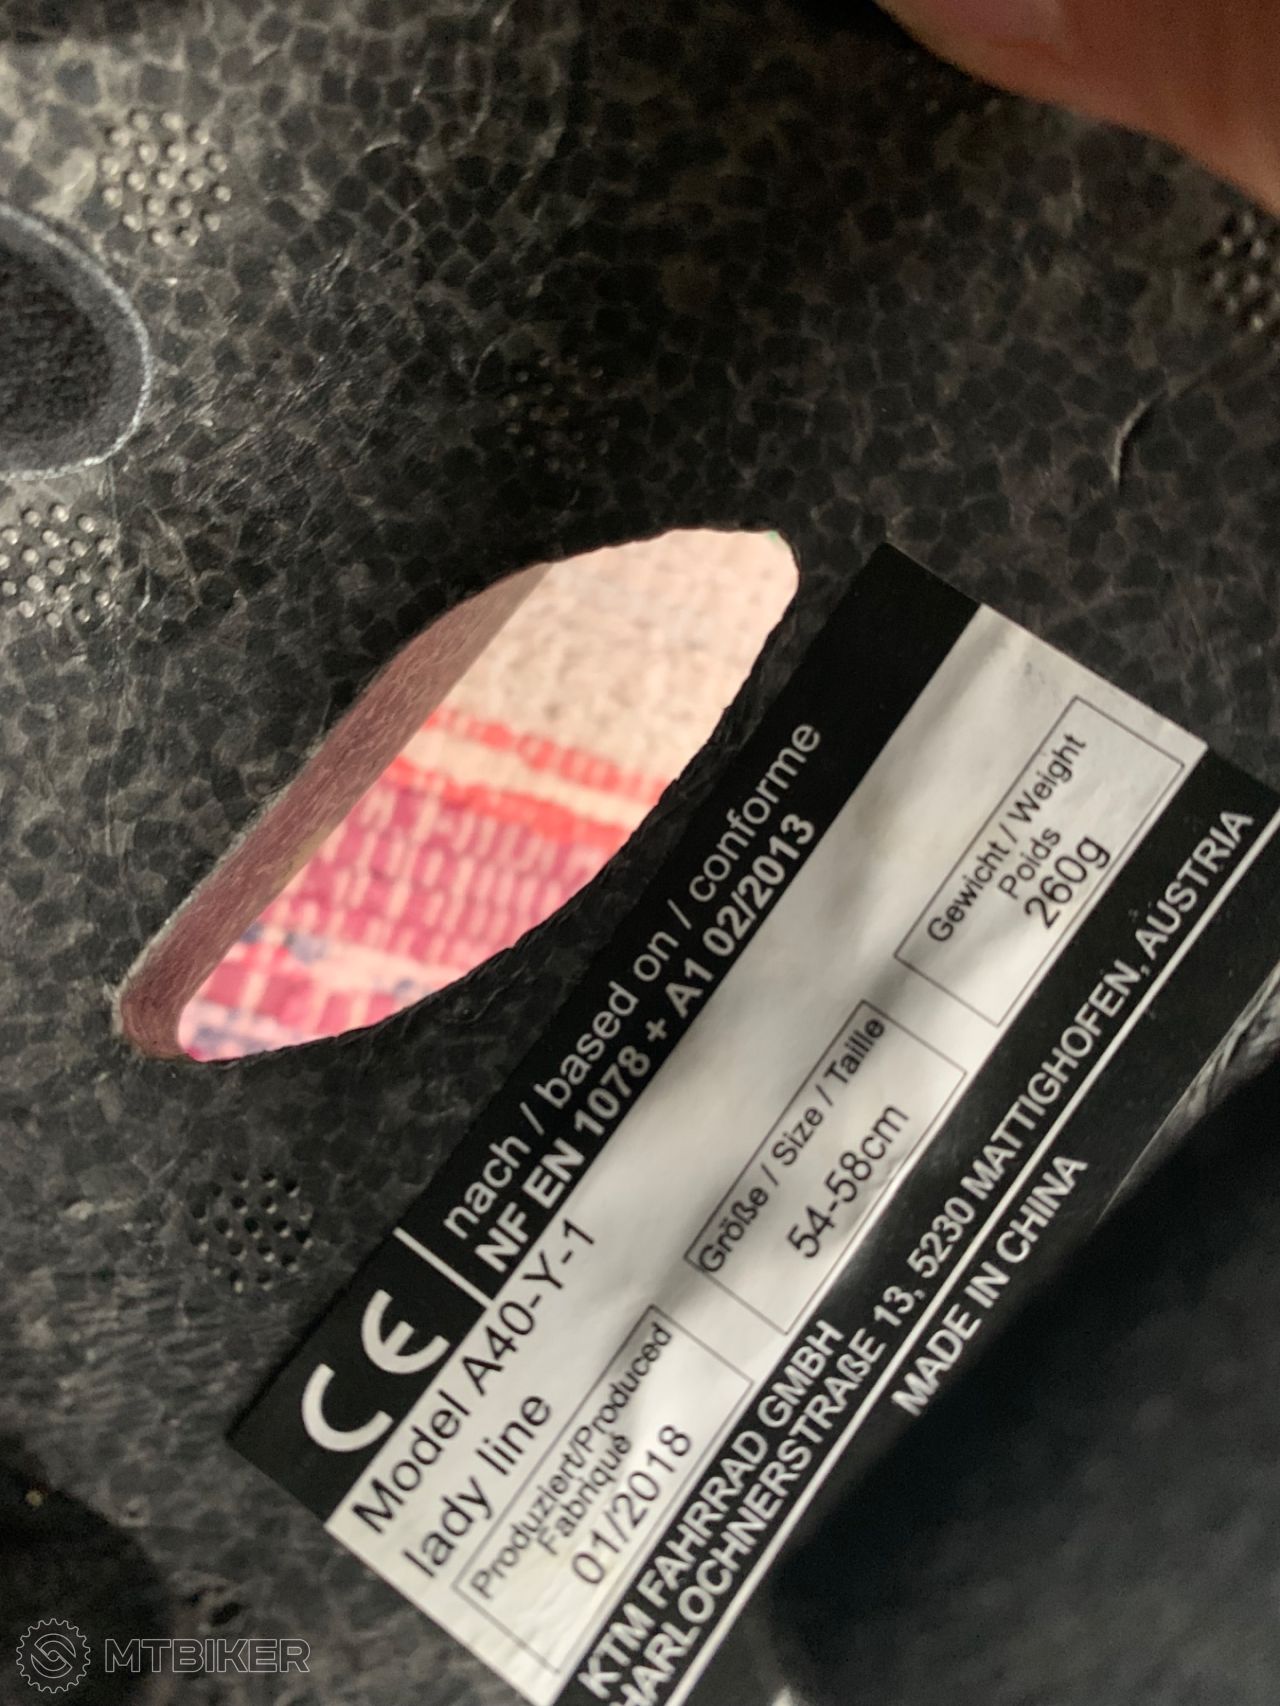 CE
nach / based on / conforme
NF EN 1078 + A1 02/2013
Model A40-Y-1
lady line
Produziert/Produced
Fabriqué
01/2018
Größe / Size / Taille
54-58cm
Gewicht / Weight
Poids
260g
KTM FAHRRAD GMBH
HARLOCHNERSTRAßE 13, 5230 MATTIGHOFEN, AUSTRIA
MADE IN CHINA
MTBIKER